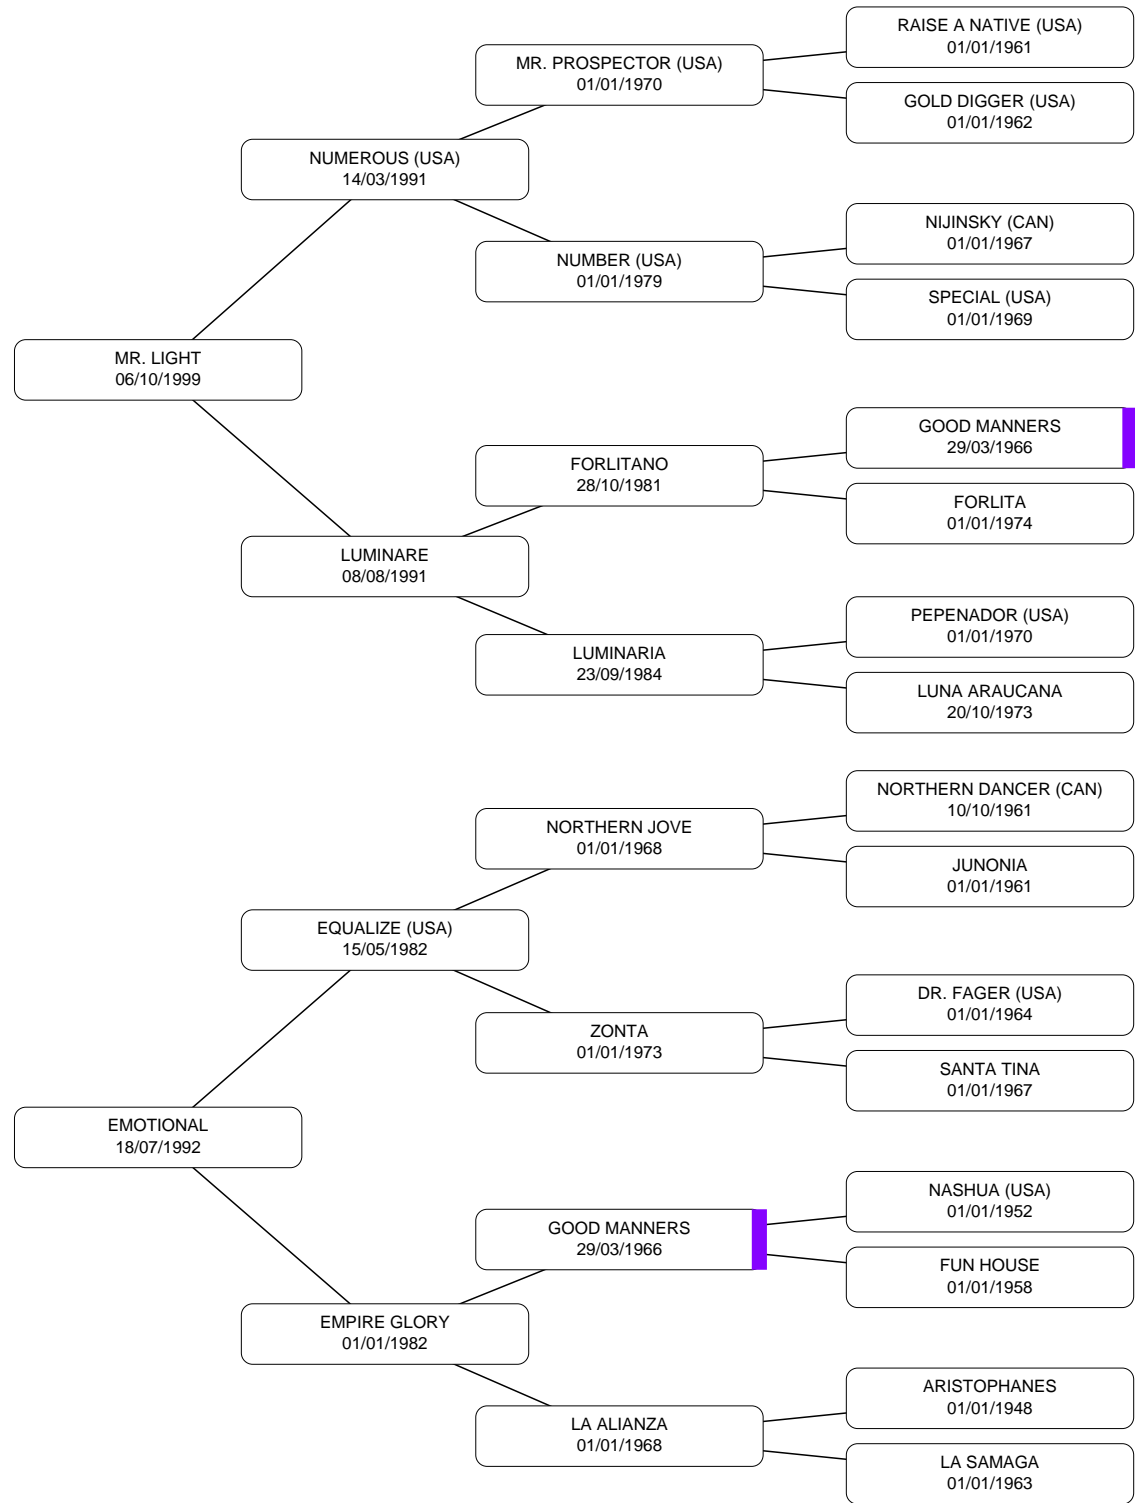 RAISE A NATIVE (USA)
01/01/1961
MR. PROSPECTOR (USA)
01/01/1970
GOLD DIGGER (USA)
01/01/1962
NUMEROUS (USA)
14/03/1991
NIJINSKY (CAN)
01/01/1967
NUMBER (USA)
01/01/1979
SPECIAL (USA)
01/01/1969
MR. LIGHT
06/10/1999
GOOD MANNERS
29/03/1966
FORLITANO
28/10/1981
FORLITA
01/01/1974
LUMINARE
08/08/1991
PEPENADOR (USA)
01/01/1970
LUMINARIA
23/09/1984
LUNA ARAUCANA
20/10/1973
NORTHERN DANCER (CAN)
10/10/1961
NORTHERN JOVE
01/01/1968
JUNONIA
01/01/1961
EQUALIZE (USA)
15/05/1982
DR. FAGER (USA)
01/01/1964
ZONTA
01/01/1973
SANTA TINA
01/01/1967
EMOTIONAL
18/07/1992
NASHUA (USA)
01/01/1952
GOOD MANNERS
29/03/1966
FUN HOUSE
01/01/1958
EMPIRE GLORY
01/01/1982
ARISTOPHANES
01/01/1948
LA ALIANZA
01/01/1968
LA SAMAGA
01/01/1963